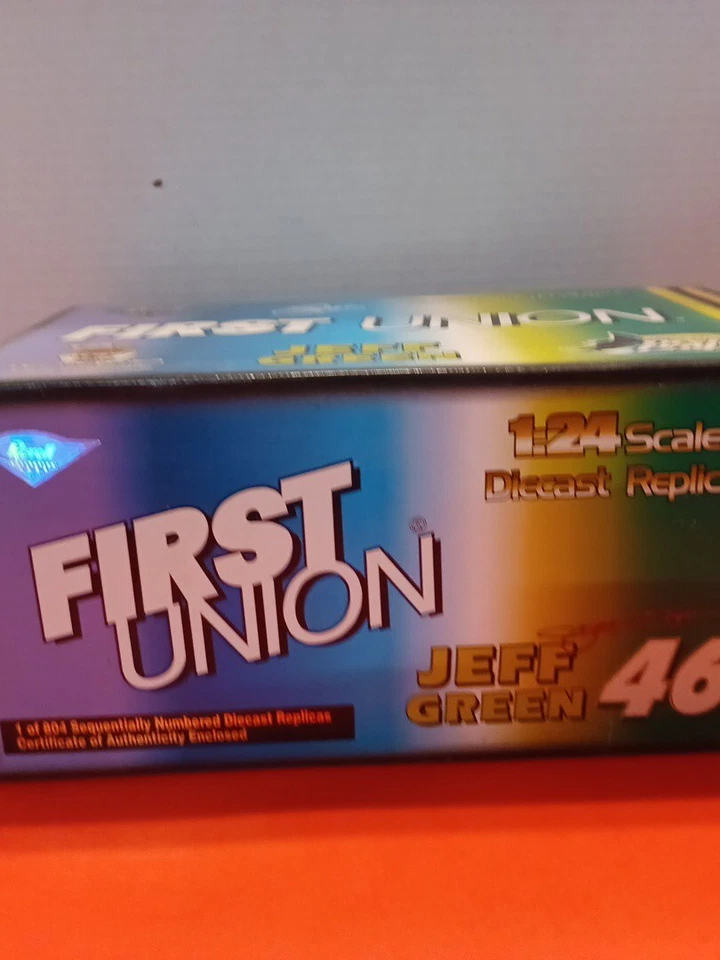 FIRST UNION
JEFF
GREEN
1:24 Scale
Diecast Replic
FIRST
UNION®
JEFF
GREEN
46
1 of 804 Sequentially Numbered Diecast Replicas
Certificate of Authenticity Enclosed